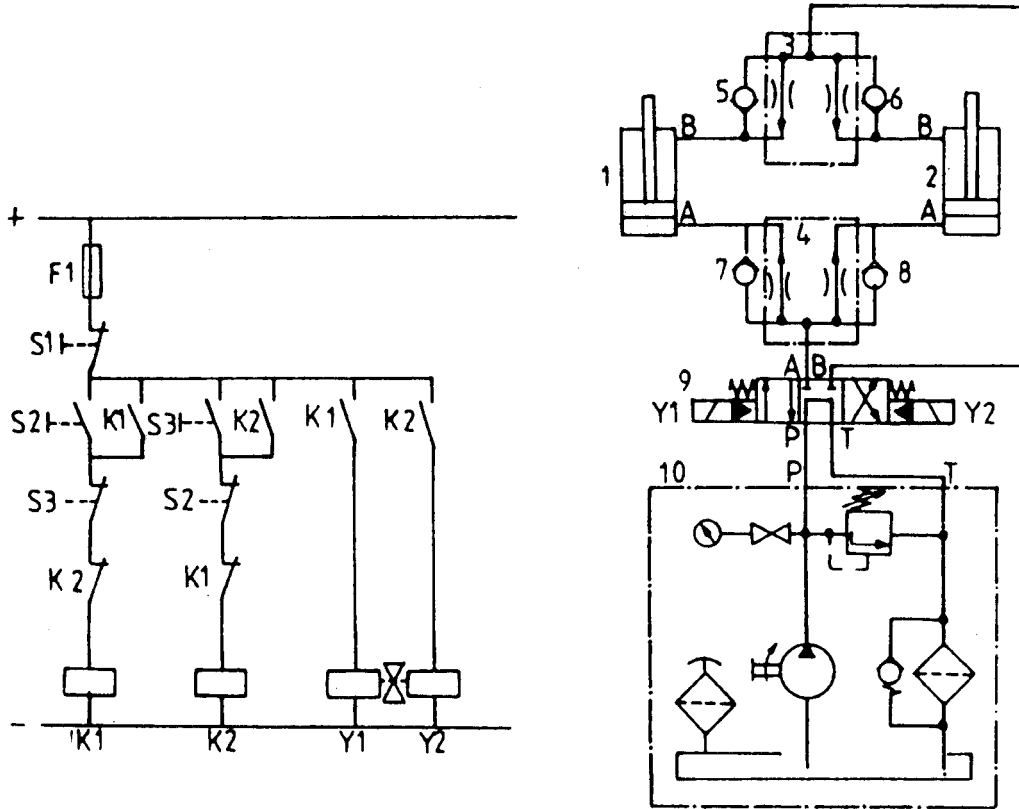 +
F1
S1
S2 K1 S3 K2 K1 K2
S3 S2
K2 K1
-
K1 K2 Y1 Y2
3
5 6
B B
1 2
A A
4
7 8
A B
9
Y1 Y2
P T
10 P T